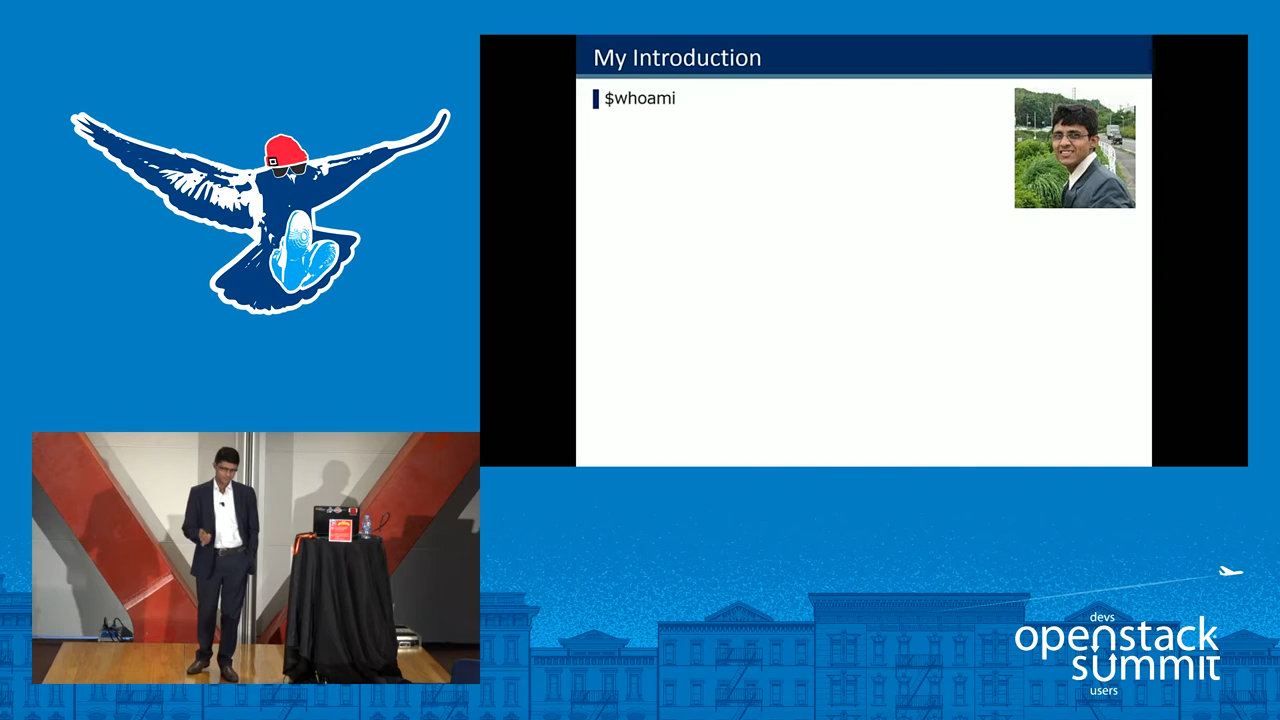 My Introduction
$whoami
devs
openstack
summit
users